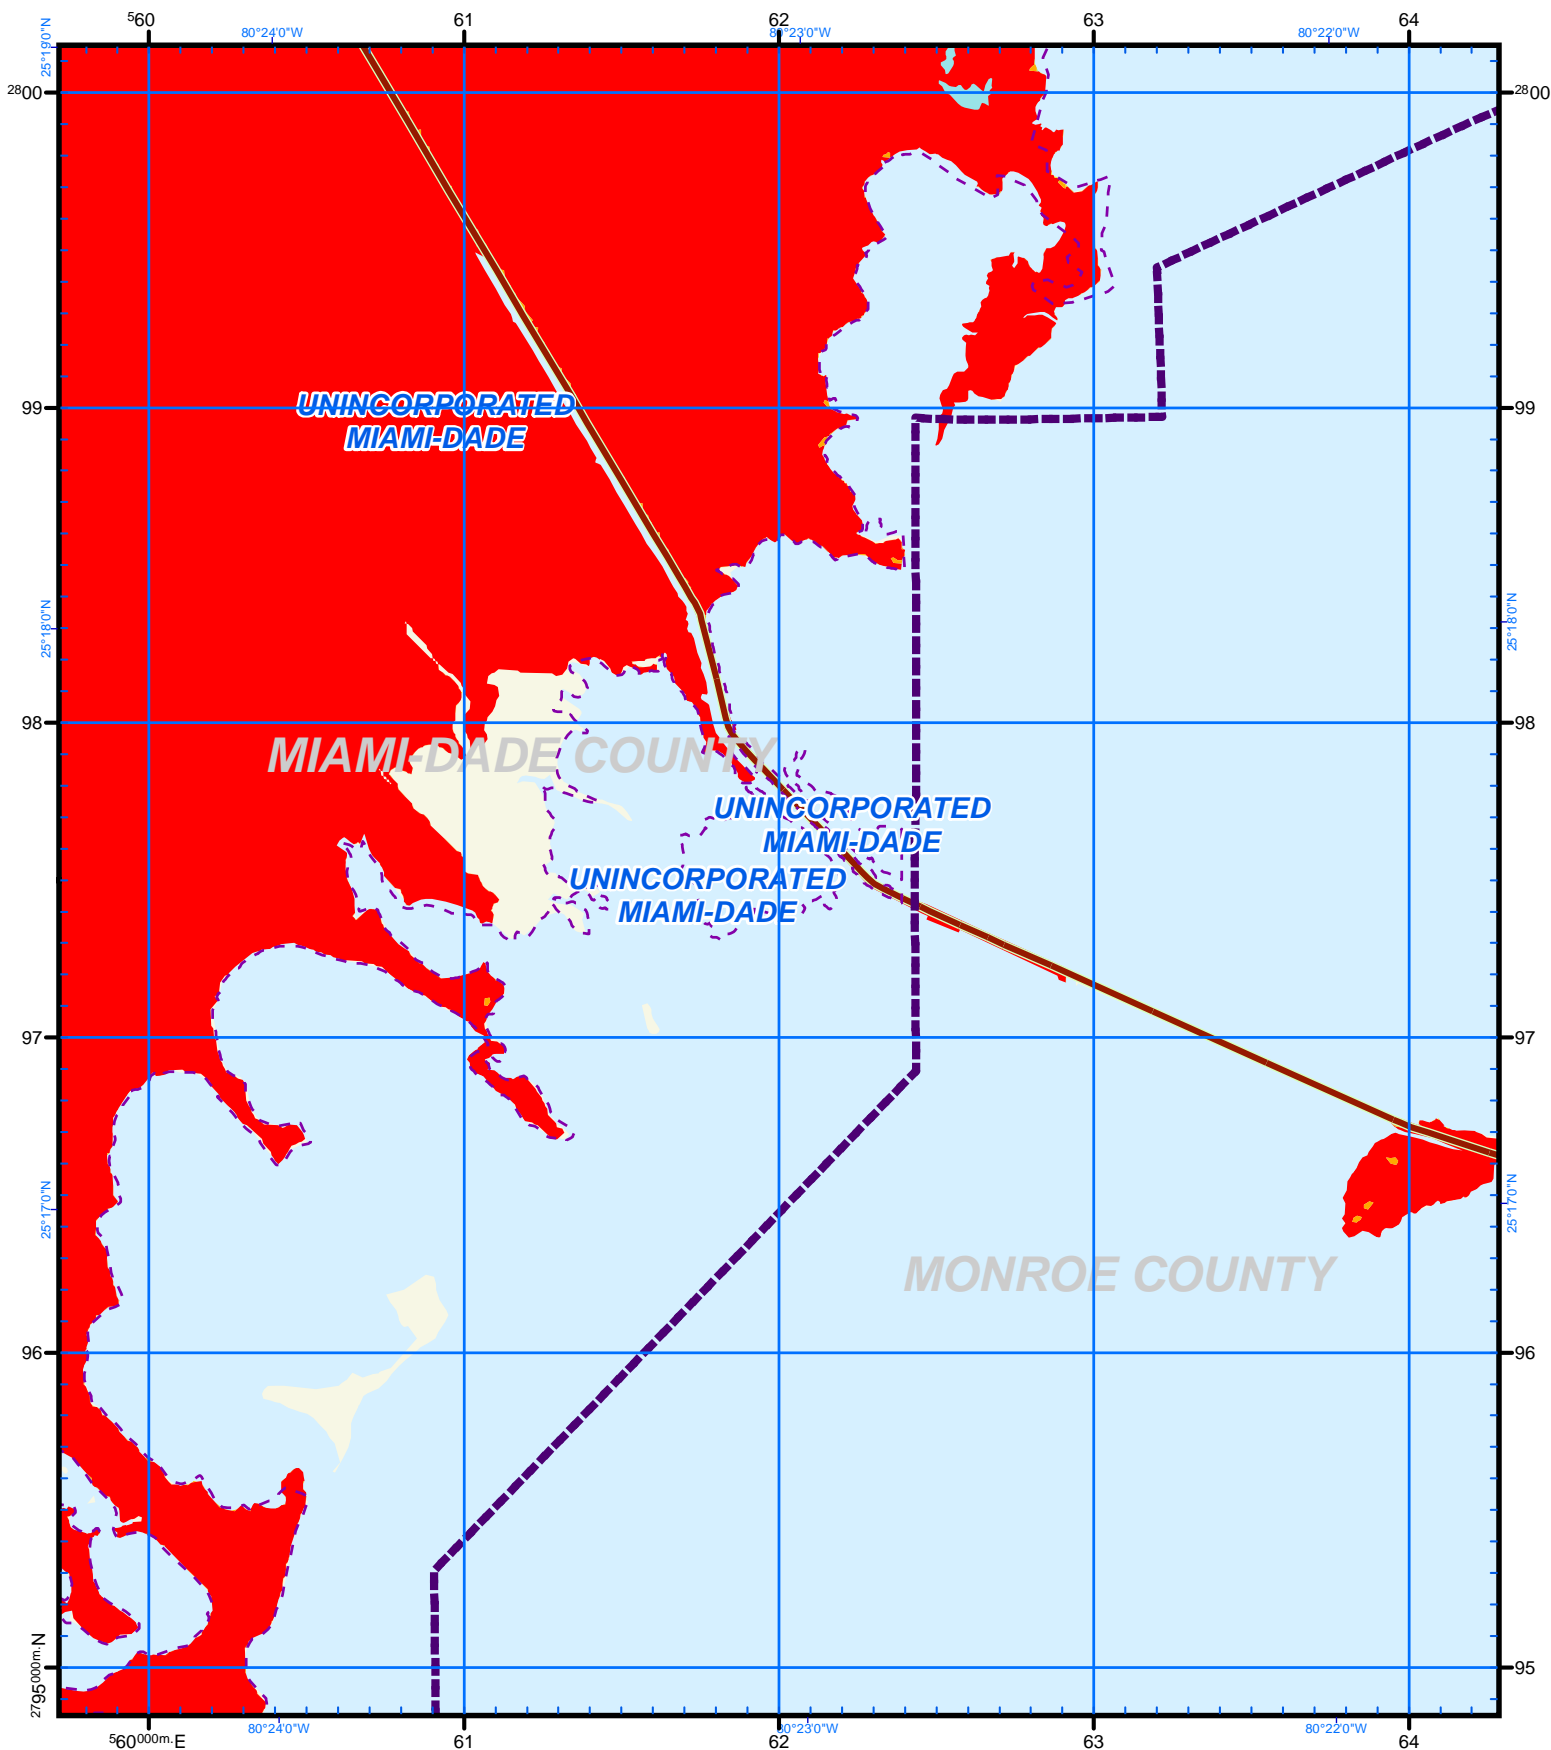 ⁵60 61 62 63 64
80°24'0"W 80°23'0"W 80°22'0"W
25°19'0"N
²⁸00 ²⁸00
UNINCORPORATED
MIAMI-DADE
99 99
25°18'0"N 25°18'0"N
98 98
MIAMI-DADE COUNTY
UNINCORPORATED
MIAMI-DADE
UNINCORPORATED
MIAMI-DADE
97 97
25°17'0"N 25°17'0"N
MONROE COUNTY
96 96
2795⁰⁰⁰ᵐ·N 95
80°24'0"W 80°23'0"W 80°22'0"W
⁵60⁰⁰⁰ᵐ·E 61 62 63 64